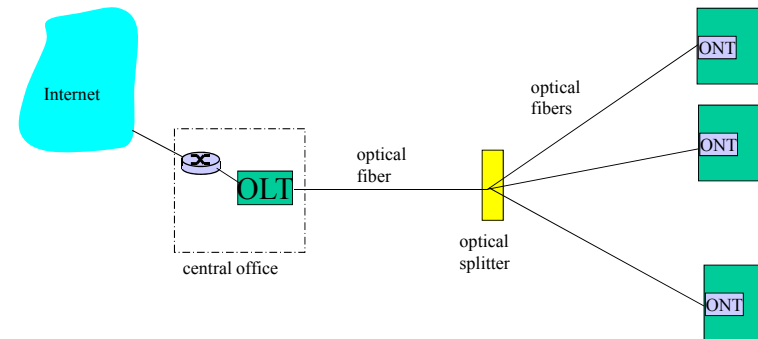 ONT
optical
fibers
Internet
ONT
optical
fiber
OLT
optical
splitter
central office
ONT